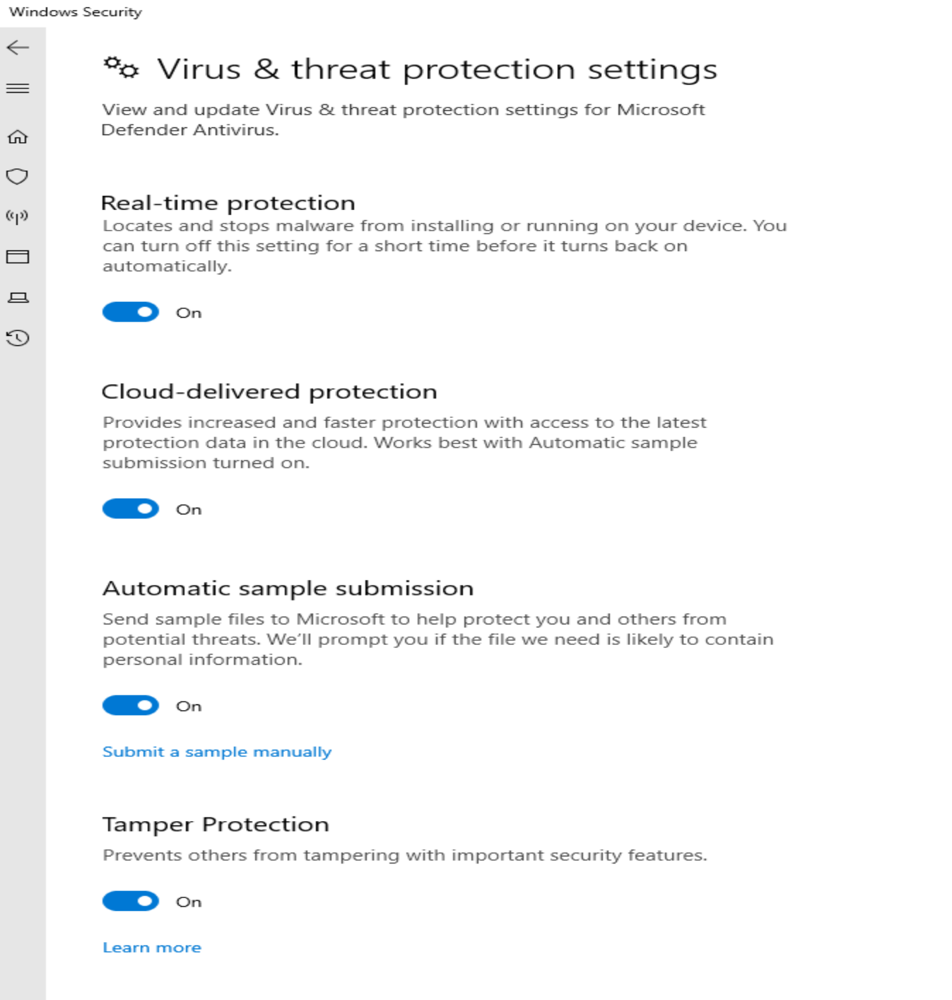 Windows Security
Virus & threat protection settings
View and update Virus & threat protection settings for Microsoft
Defender Antivirus.
Real-time protection
Locates and stops malware from installing or running on your device. You
can turn off this setting for a short time before it turns back on
automatically.
On
Cloud-delivered protection
Provides increased and faster protection with access to the latest
protection data in the cloud. Works best with Automatic sample
submission turned on.
On
Automatic sample submission
Send sample files to Microsoft to help protect you and others from
potential threats. We’ll prompt you if the file we need is likely to contain
personal information.
On
Submit a sample manually
Tamper Protection
Prevents others from tampering with important security features.
On
Learn more